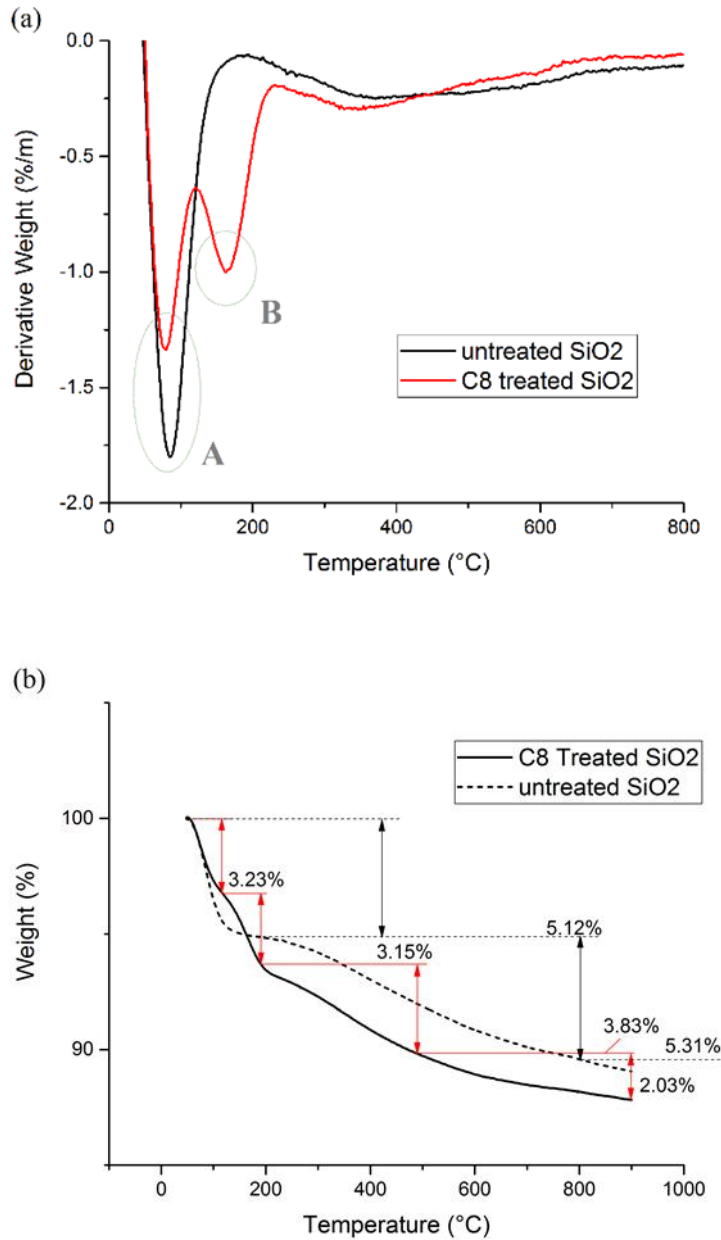 (a)
0.0
-0.5
-1.0
-1.5
-2.0
Derivative Weight (%/m)
B
A
untreated SiO2
C8 treated SiO2
0 200 400 600 800
Temperature (°C)
(b)
C8 Treated SiO2
untreated SiO2
100
90
Weight (%)
3.23%
5.12%
3.15%
3.83%
5.31%
2.03%
0 200 400 600 800 1000
Temperature (°C)